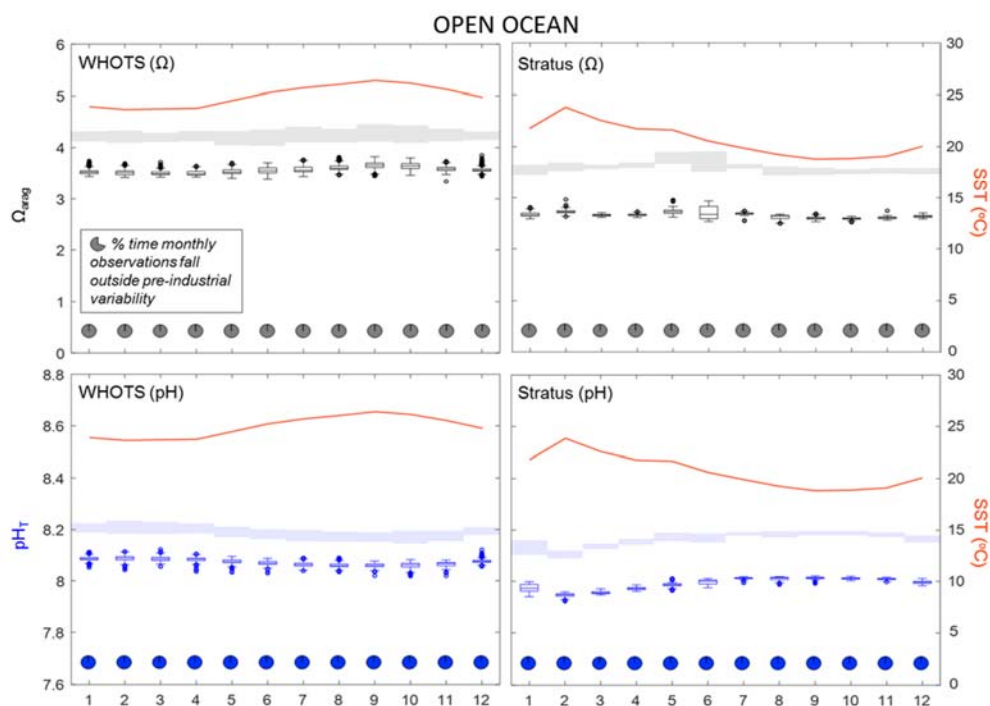 OPEN OCEAN
WHOTS (Ω)
Stratus (Ω)
6
5
4
3
2
1
0
Ωarag
30
25
20
15
10
5
0
SST (oC)
% time monthly
observations fall
outside pre-industrial
variability
WHOTS (pH)
Stratus (pH)
8.8
8.6
8.4
8.2
8
7.8
7.6
pHT
30
25
20
15
10
5
0
SST (oC)
1 2 3 4 5 6 7 8 9 10 11 12
1 2 3 4 5 6 7 8 9 10 11 12